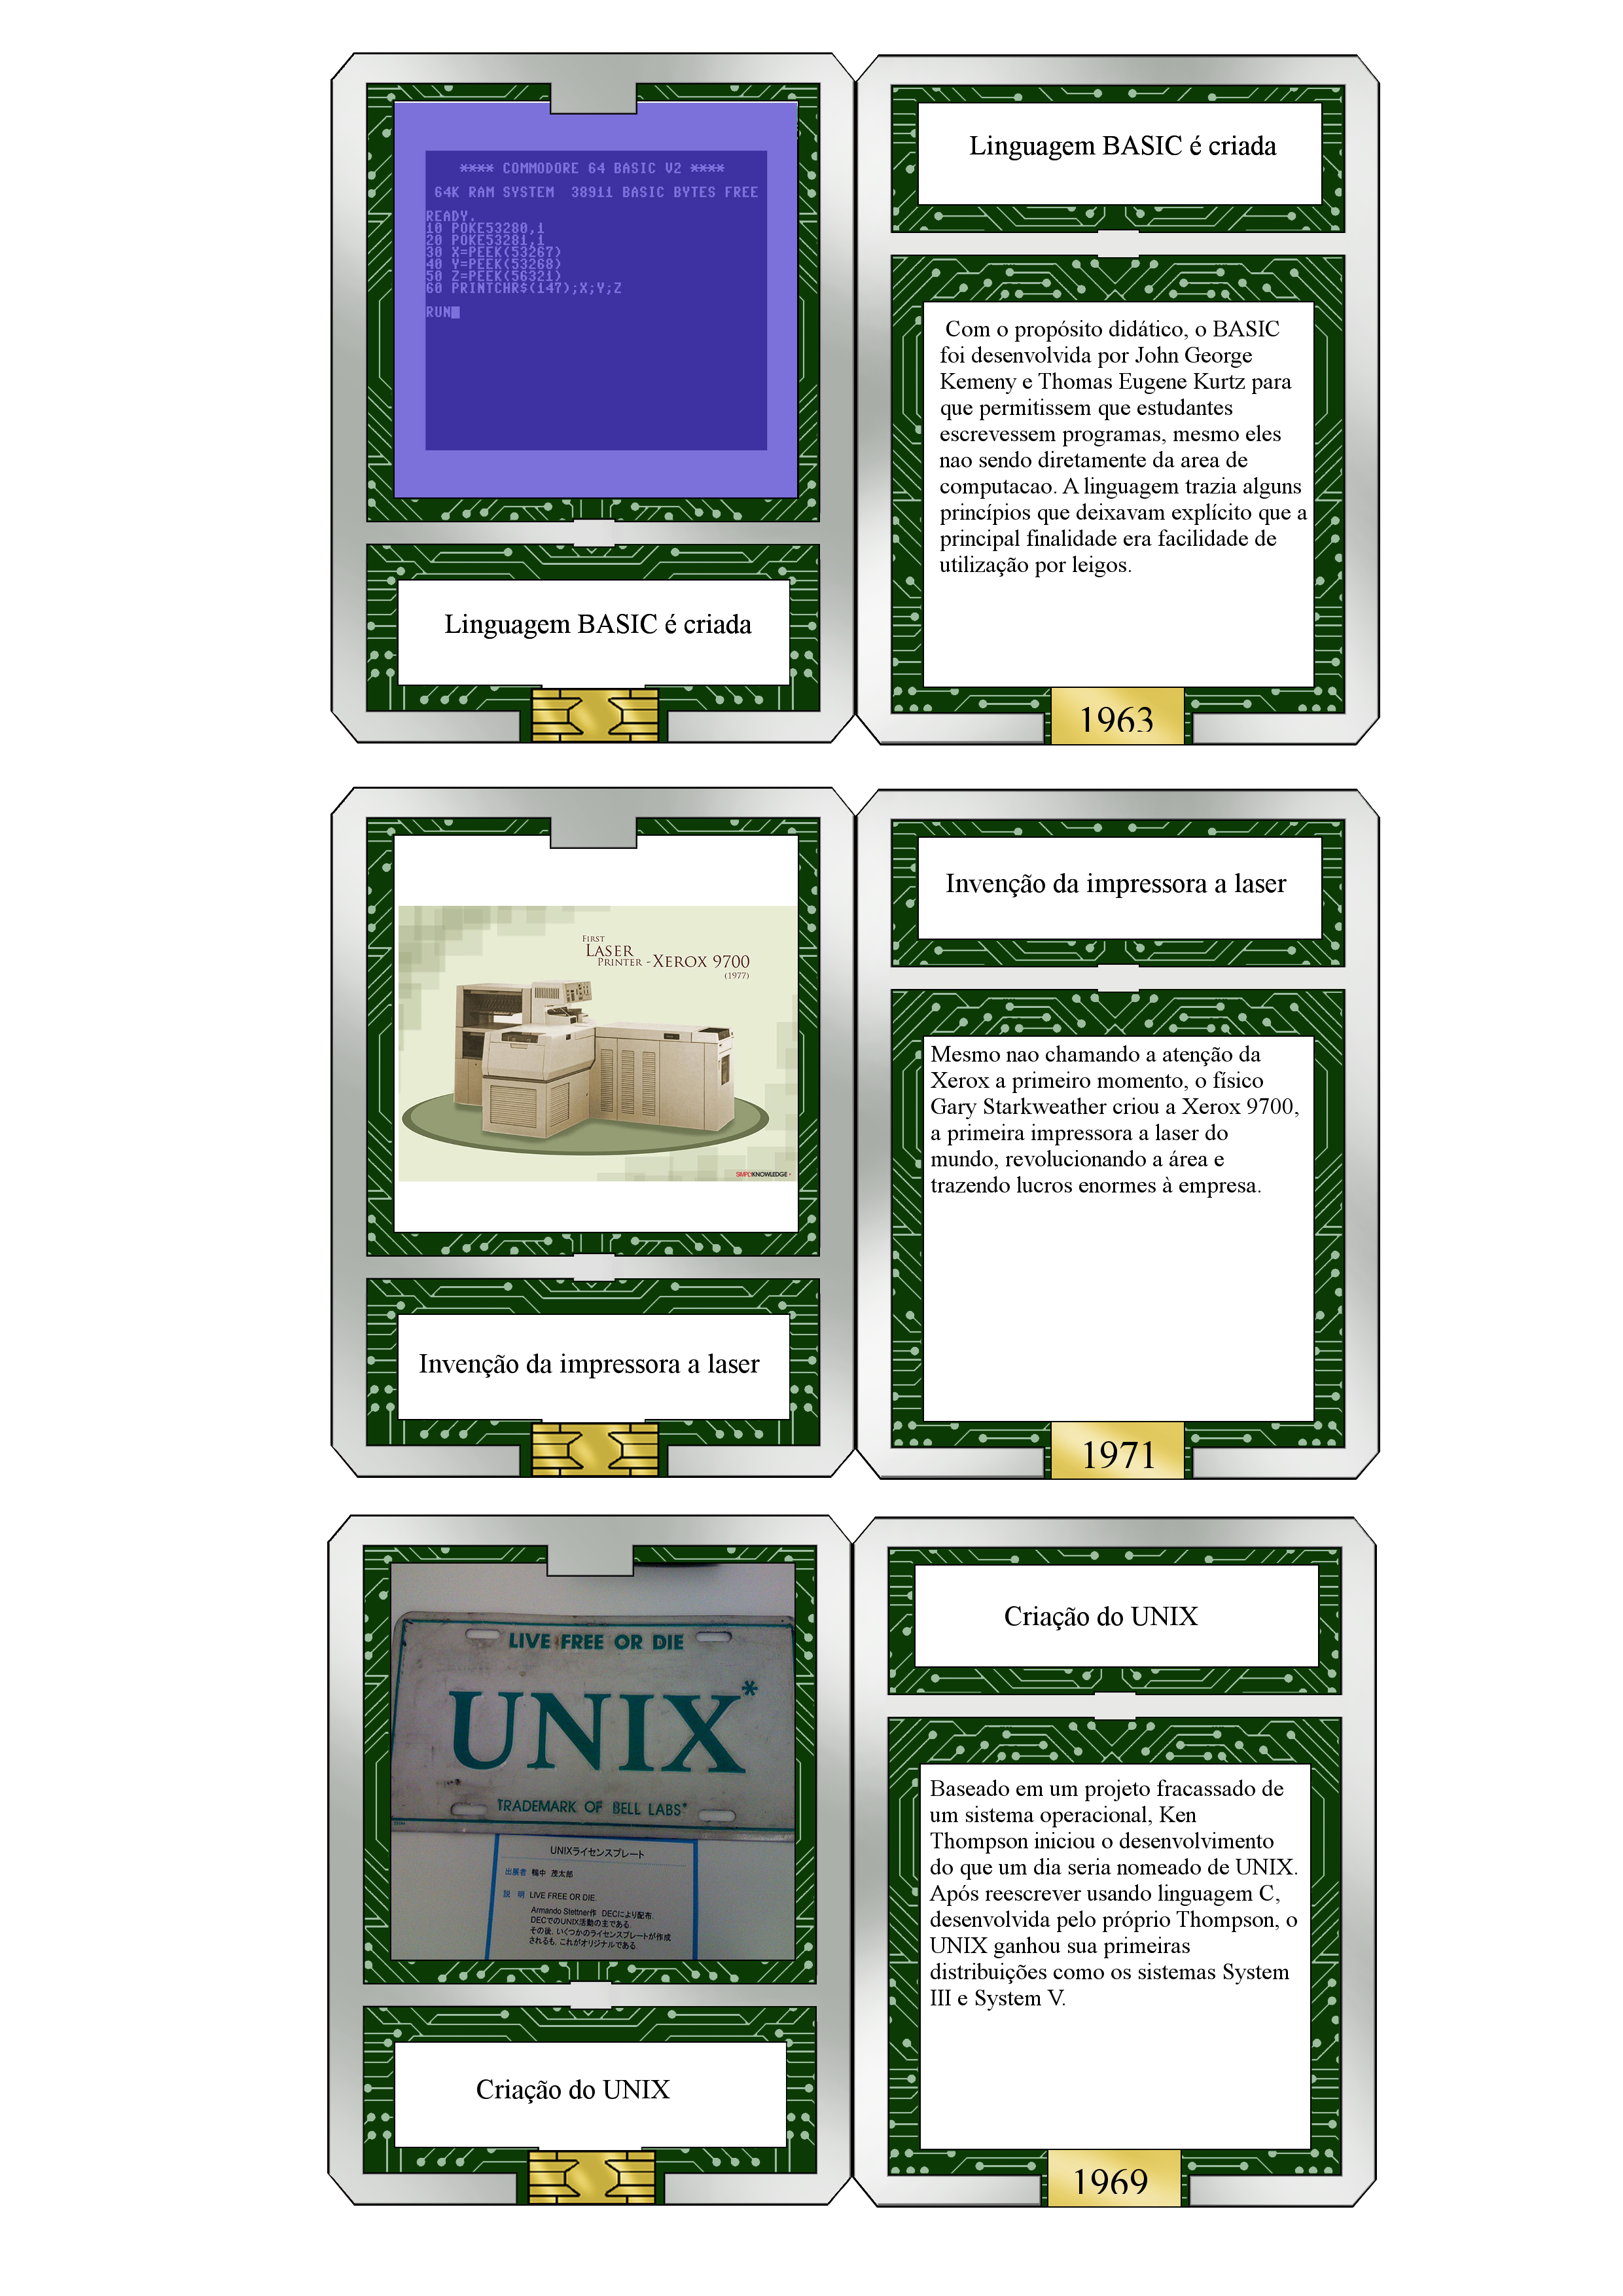 **** COMMODORE 64 BASIC V2 ****
64K RAM SYSTEM  38911 BASIC BYTES FREE
READY.
10 POKE53280,1
20 POKE53281,1
30 X=PEEK(53267)
40 Y=PEEK(53268)
50 Z=PEEK(56321)
60 PRINTCHR$(147);X;Y;Z
RUN
Linguagem BASIC é criada
Linguagem BASIC é criada
Com o propósito didático, o BASIC
foi desenvolvida por John George
Kemeny e Thomas Eugene Kurtz para
que permitissem que estudantes
escrevessem programas, mesmo eles
nao sendo diretamente da area de
computacao. A linguagem trazia alguns
princípios que deixavam explícito que a
principal finalidade era facilidade de
utilização por leigos.
1963
FIRST
LASER
PRINTER - XEROX 9700
(1977)
SIMPLYKNOWLEDGE
Invenção da impressora a laser
Invenção da impressora a laser
Mesmo nao chamando a atenção da
Xerox a primeiro momento, o físico
Gary Starkweather criou a Xerox 9700,
a primeira impressora a laser do
mundo, revolucionando a área e
trazendo lucros enormes à empresa.
1971
LIVE FREE OR DIE
UNIX*
TRADEMARK OF BELL LABS*
UNIXライセンスプレート
出展者 鴨中 茂太郎
説 明 LIVE FREE OR DIE.
Armando Stettner作 DECにより配布.
DECでのUNIX活動の主である.
その後, いくつかのライセンスプレートが作成
されるも, これがオリジナルである.
Criação do UNIX
Criação do UNIX
Baseado em um projeto fracassado de
um sistema operacional, Ken
Thompson iniciou o desenvolvimento
do que um dia seria nomeado de UNIX.
Após reescrever usando linguagem C,
desenvolvida pelo próprio Thompson, o
UNIX ganhou sua primeiras
distribuições como os sistemas System
III e System V.
1969